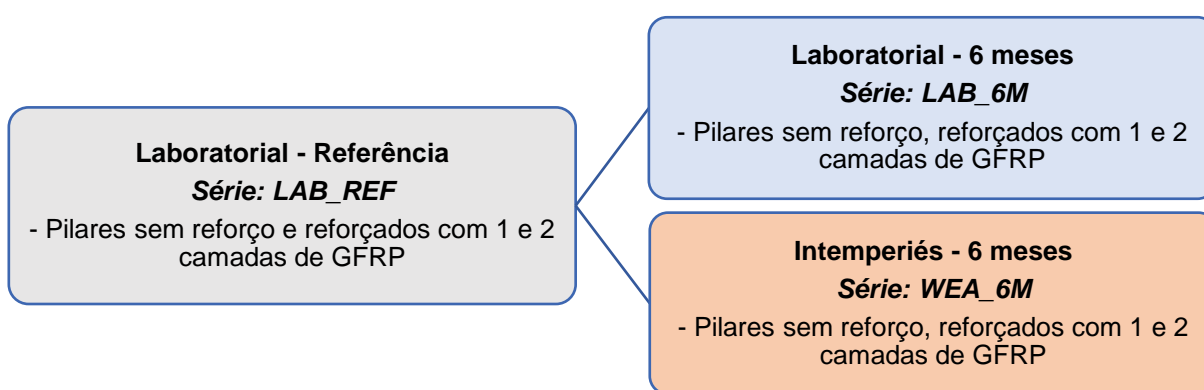 Laboratorial - Referência
Série: LAB_REF
- Pilares sem reforço e reforçados com 1 e 2
camadas de GFRP
Laboratorial - 6 meses
Série: LAB_6M
- Pilares sem reforço, reforçados com 1 e 2
camadas de GFRP
Intemperiés - 6 meses
Série: WEA_6M
- Pilares sem reforço, reforçados com 1 e 2
camadas de GFRP